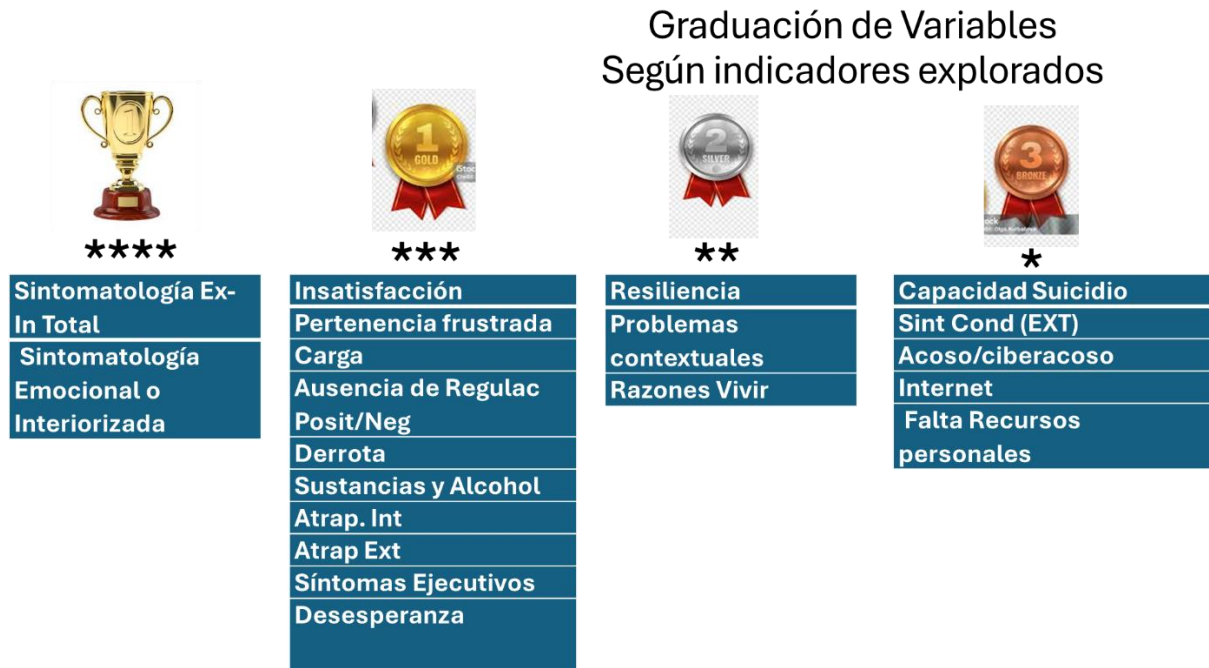 Graduación de Variables
Según indicadores explorados
1
1
GOLD
2
SILVER
3
BRONZE
****
***
**
*
Sintomatología Ex-
In Total
Sintomatología
Emocional o
Interiorizada
Insatisfacción
Pertenencia frustrada
Carga
Ausencia de Regulac
Posit/Neg
Derrota
Sustancias y Alcohol
Atrap. Int
Atrap Ext
Síntomas Ejecutivos
Desesperanza
Resiliencia
Problemas
contextuales
Razones Vivir
Capacidad Suicidio
Sint Cond (EXT)
Acoso/ciberacoso
Internet
Falta Recursos
personales